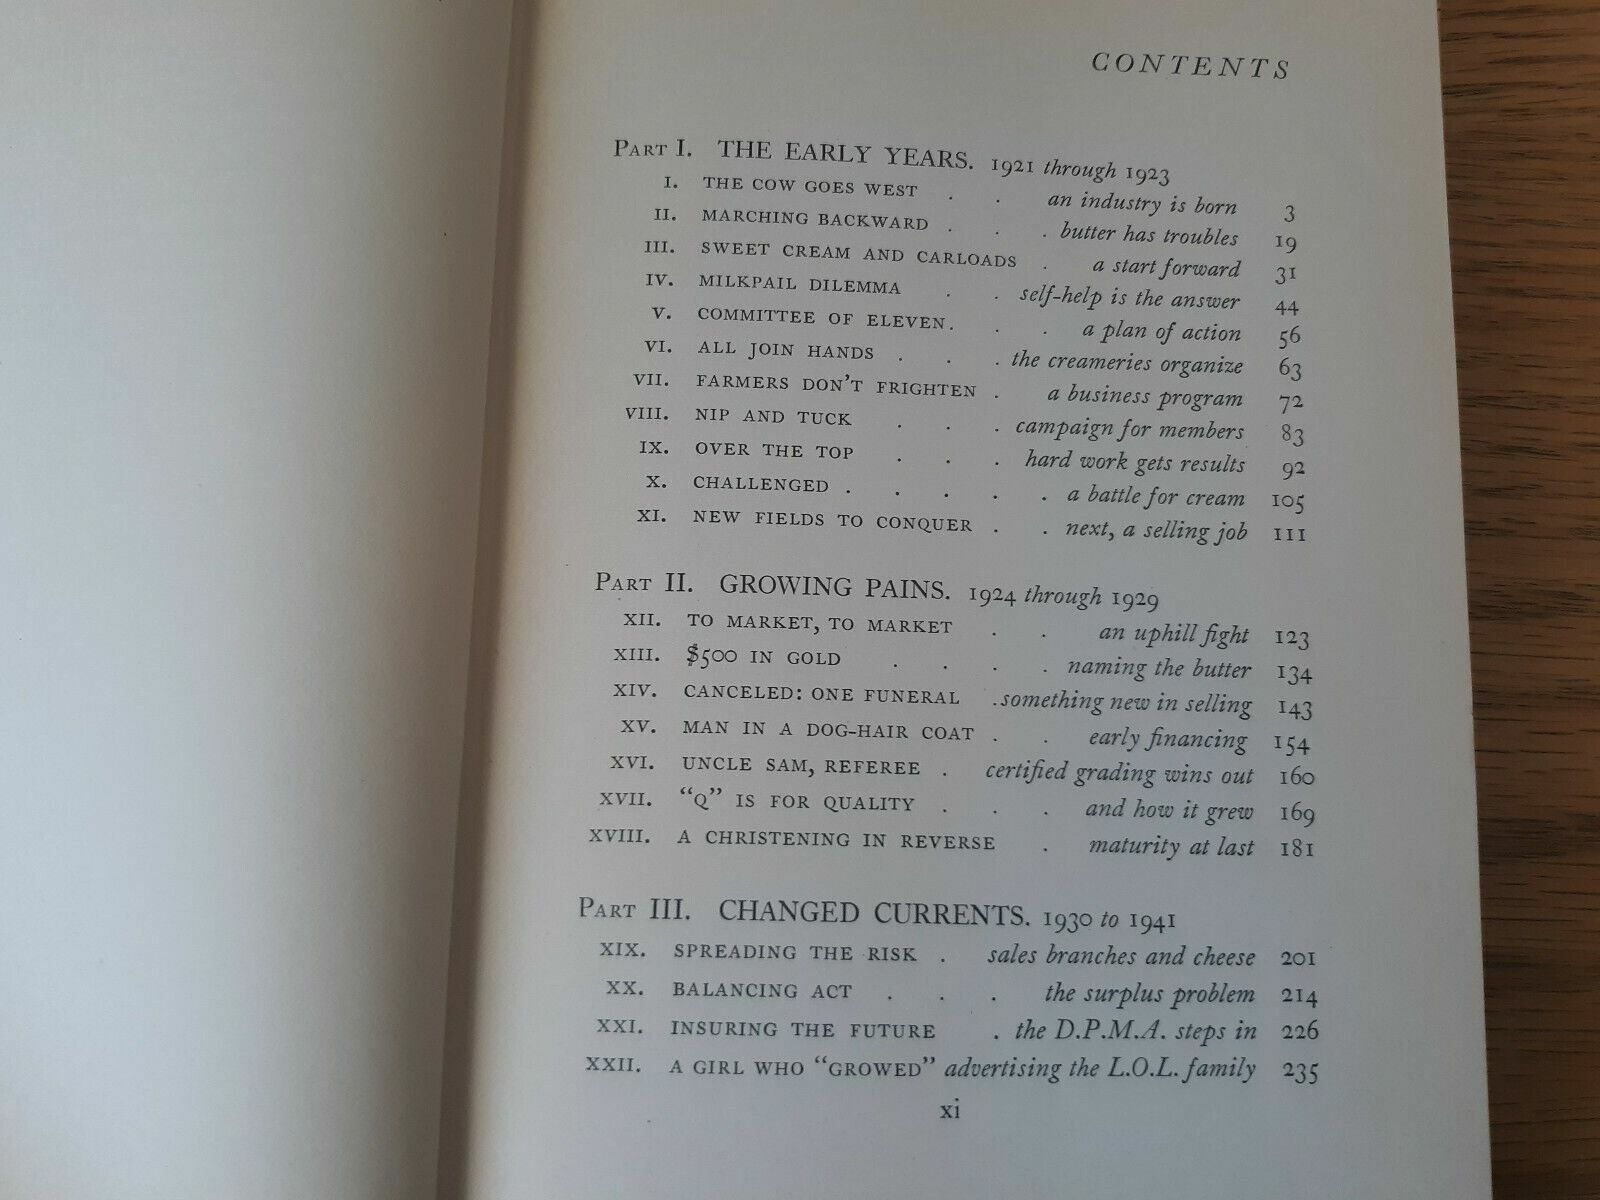 CONTENTS
PART I. THE EARLY YEARS. 1921 through 1923
I. THE COW GOES WEST . . an industry is born 3
II. MARCHING BACKWARD . . . butter has troubles 19
III. SWEET CREAM AND CARLOADS . a start forward 31
IV. MILKPAIL DILEMMA . . self-help is the answer 44
V. COMMITTEE OF ELEVEN. . . a plan of action 56
VI. ALL JOIN HANDS . . . the creameries organize 63
VII. FARMERS DON'T FRIGHTEN . a business program 72
VIII. NIP AND TUCK . . . campaign for members 83
IX. OVER THE TOP . . . hard work gets results 92
X. CHALLENGED . . . . . a battle for cream 105
XI. NEW FIELDS TO CONQUER . . next, a selling job 111
PART II. GROWING PAINS. 1924 through 1929
XII. TO MARKET, TO MARKET . . an uphill fight 123
XIII. $500 IN GOLD . . . . naming the butter 134
XIV. CANCELED: ONE FUNERAL .something new in selling 143
XV. MAN IN A DOG-HAIR COAT . . early financing 154
XVI. UNCLE SAM, REFEREE . certified grading wins out 160
XVII. "Q" IS FOR QUALITY . . . and how it grew 169
XVIII. A CHRISTENING IN REVERSE . maturity at last 181
PART III. CHANGED CURRENTS. 1930 to 1941
XIX. SPREADING THE RISK . sales branches and cheese 201
XX. BALANCING ACT . . . the surplus problem 214
XXI. INSURING THE FUTURE . the D.P.M.A. steps in 226
XXII. A GIRL WHO "GROWED" advertising the L.O.L. family 235
xi